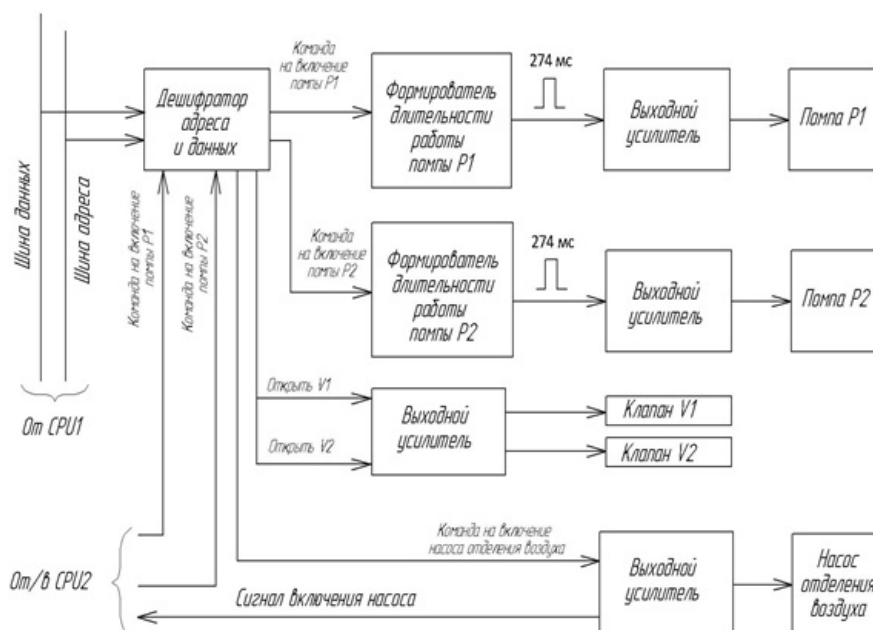 Команда
на включение
помпы Р1
274 мс
Дешифратор
адреса
и данных
Формирователь
длительности
работы
помпы Р1
Выходной
усилитель
Помпа Р1
Шина данных
Шина адреса
Команда на включение
помпы Р1
Команда на включение
помпы Р2
Команда
на включение
помпы Р2
274 мс
Формирователь
длительности
работы
помпы Р2
Выходной
усилитель
Помпа Р2
От CPU1
Открыть V1
Открыть V2
Выходной
усилитель
Клапан V1
Клапан V2
Команда на включение
насоса отделения воздуха
От/в CPU2
Сигнал включения насоса
Выходной
усилитель
Насос
отделения
воздуха